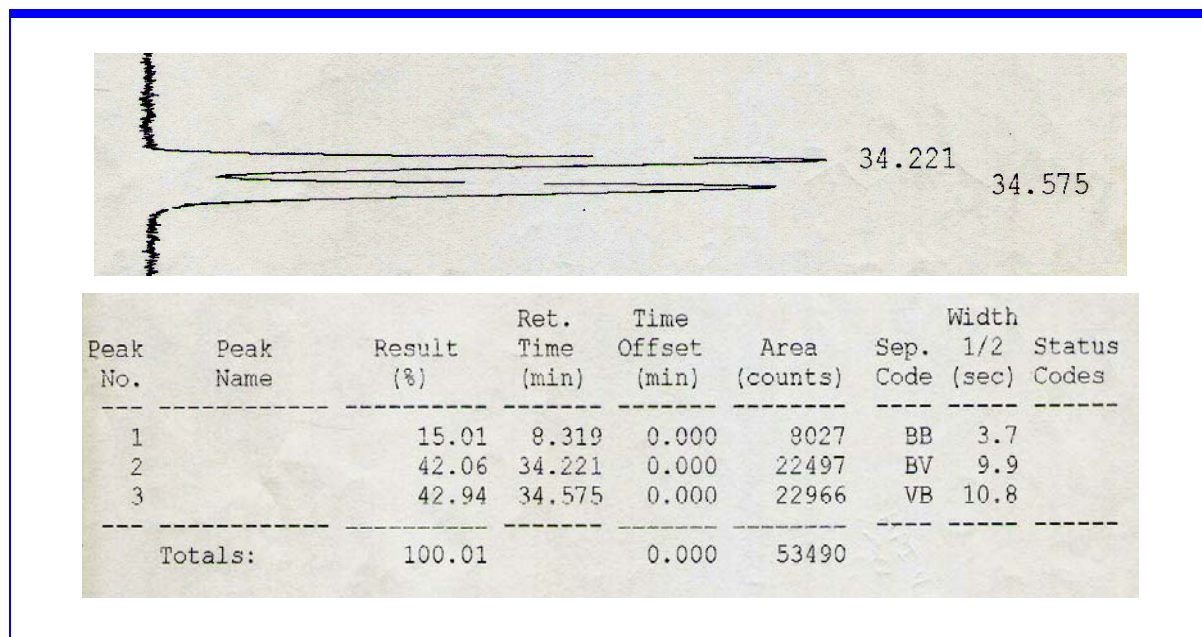 34.221
34.575
Ret. Time Width
Peak Peak Result Time Offset Area Sep. 1/2 Status
No. Name (%) (min) (min) (counts) Code (sec) Codes
1 15.01 8.319 0.000 8027 BB 3.7
2 42.06 34.221 0.000 22497 BV 9.9
3 42.94 34.575 0.000 22966 VB 10.8
Totals: 100.01 0.000 53490